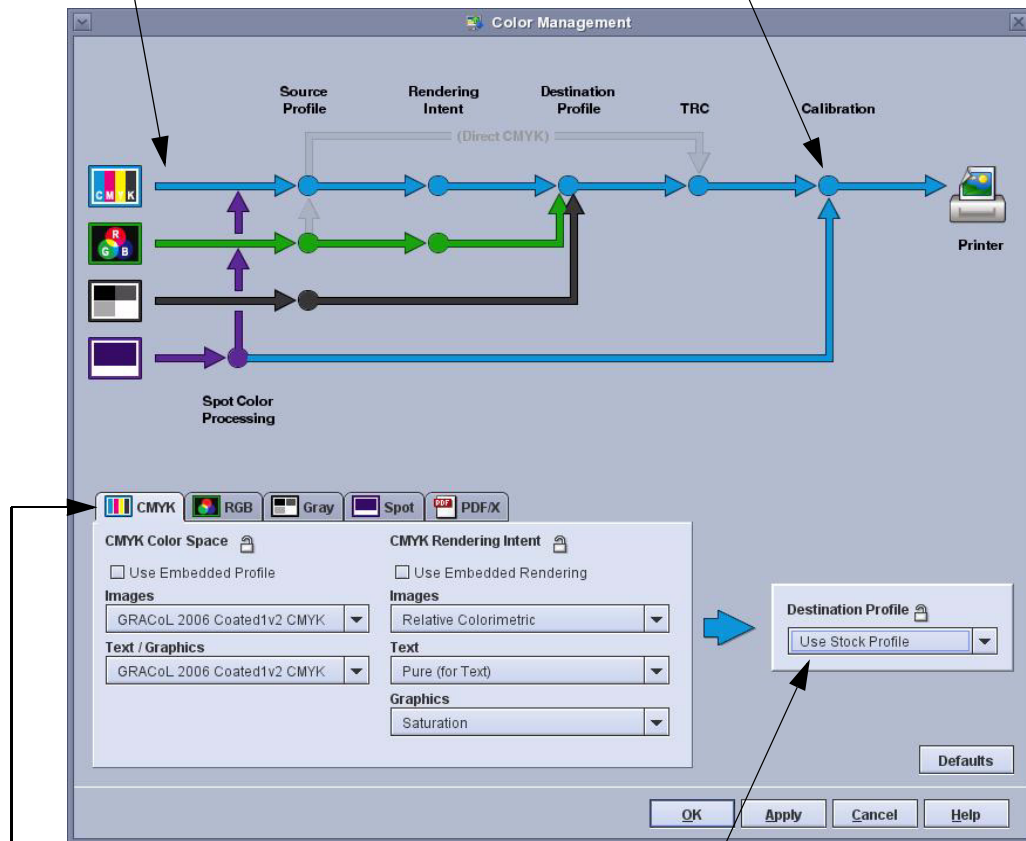 Color Management
Source Profile
Rendering Intent
Destination Profile
TRC
Calibration
(Direct CMYK)
C M Y K
R
G B
Printer
Spot Color
Processing
CMYK
RGB
Gray
Spot
PDF
PDF/X
CMYK Color Space
CMYK Rendering Intent
Use Embedded Profile
Use Embedded Rendering
Images
Images
GRACoL 2006 Coated1v2 CMYK
Relative Colorimetric
Text / Graphics
Text
GRACoL 2006 Coated1v2 CMYK
Pure (for Text)
Graphics
Saturation
Destination Profile
Use Stock Profile
Defaults
OK
Apply
Cancel
Help